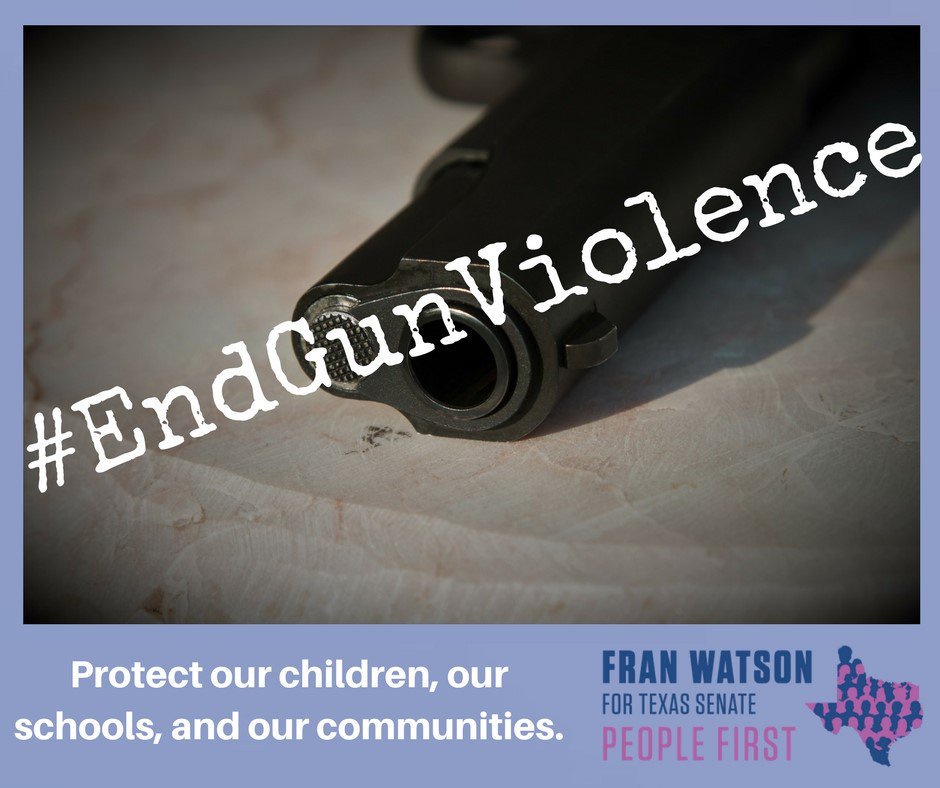 #EndGunViolence
Protect our children, our
schools, and our communities.
FRAN WATSON
FOR TEXAS SENATE
PEOPLE FIRST